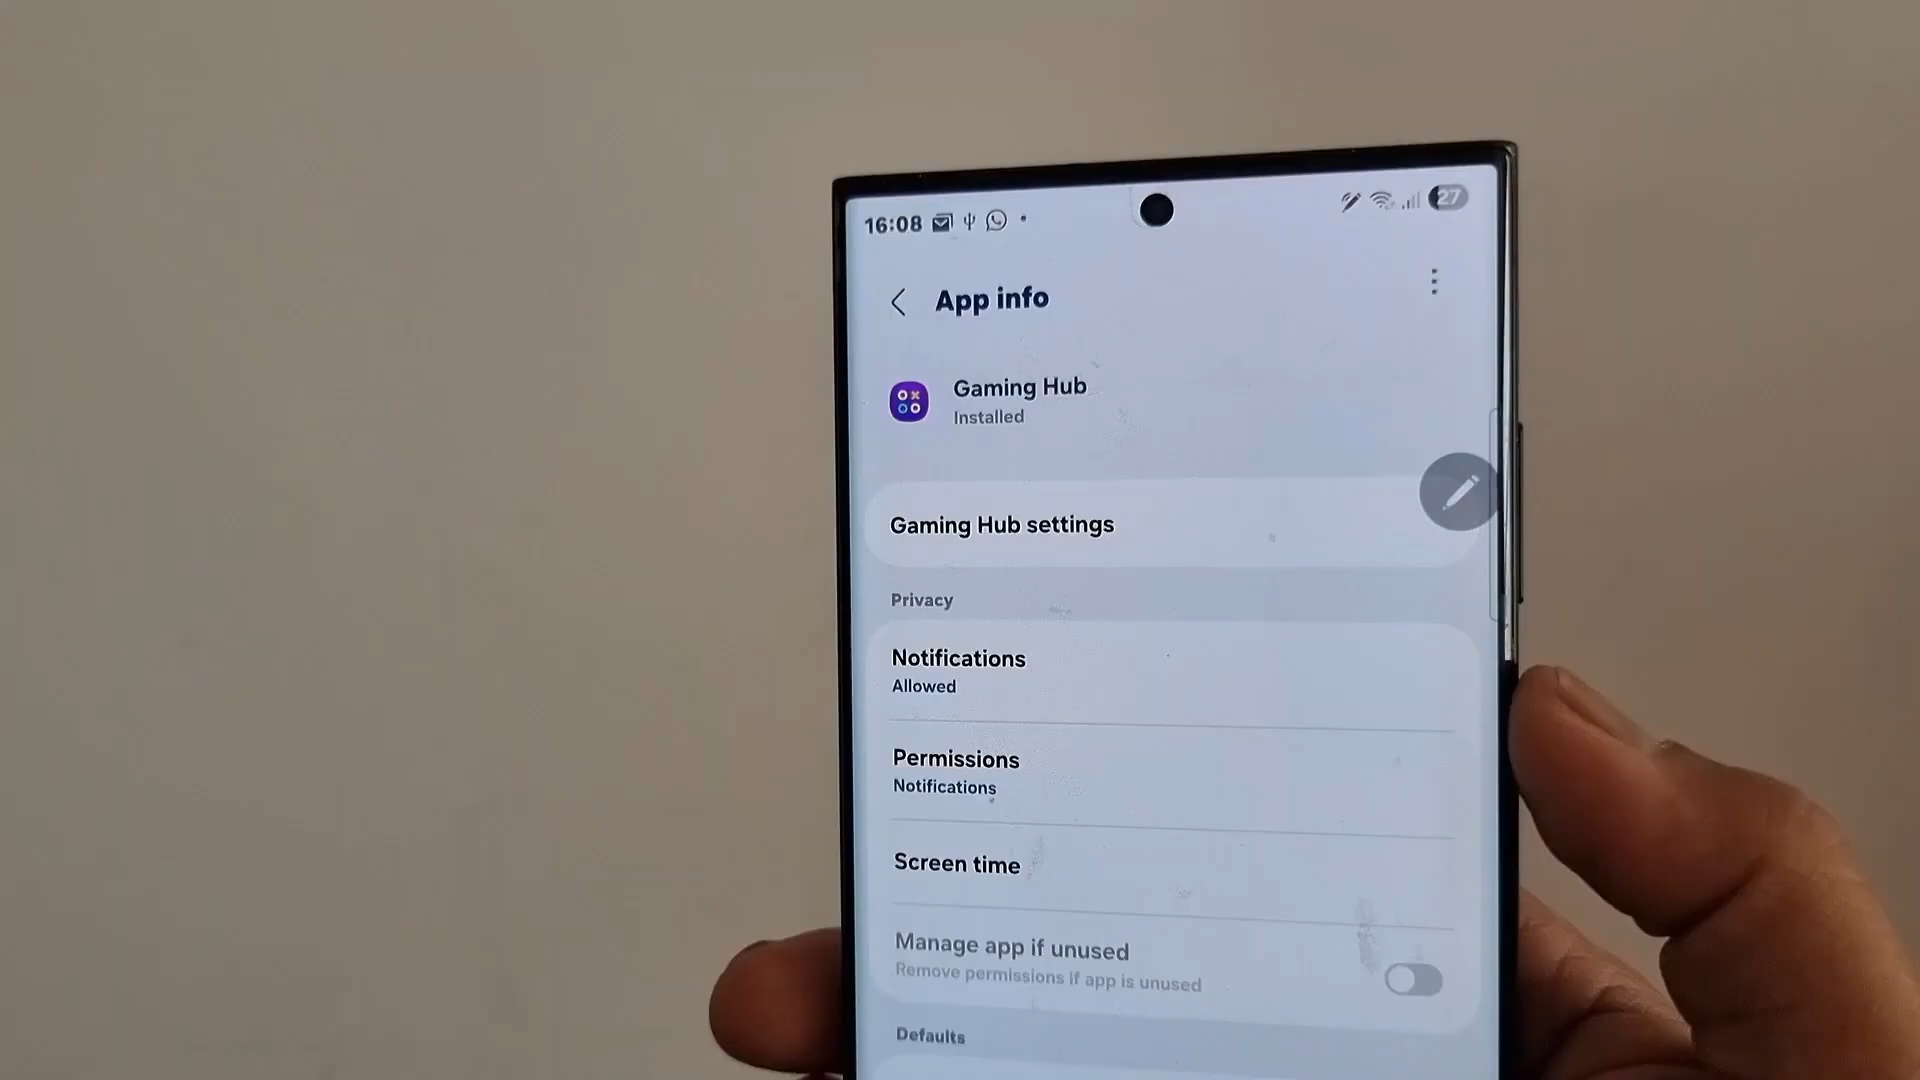 16:08
27
App info
Gaming Hub
Installed
Gaming Hub settings
Privacy
Notifications
Allowed
Permissions
Notifications
Screen time
Manage app if unused
Remove permissions if app is unused
Defaults